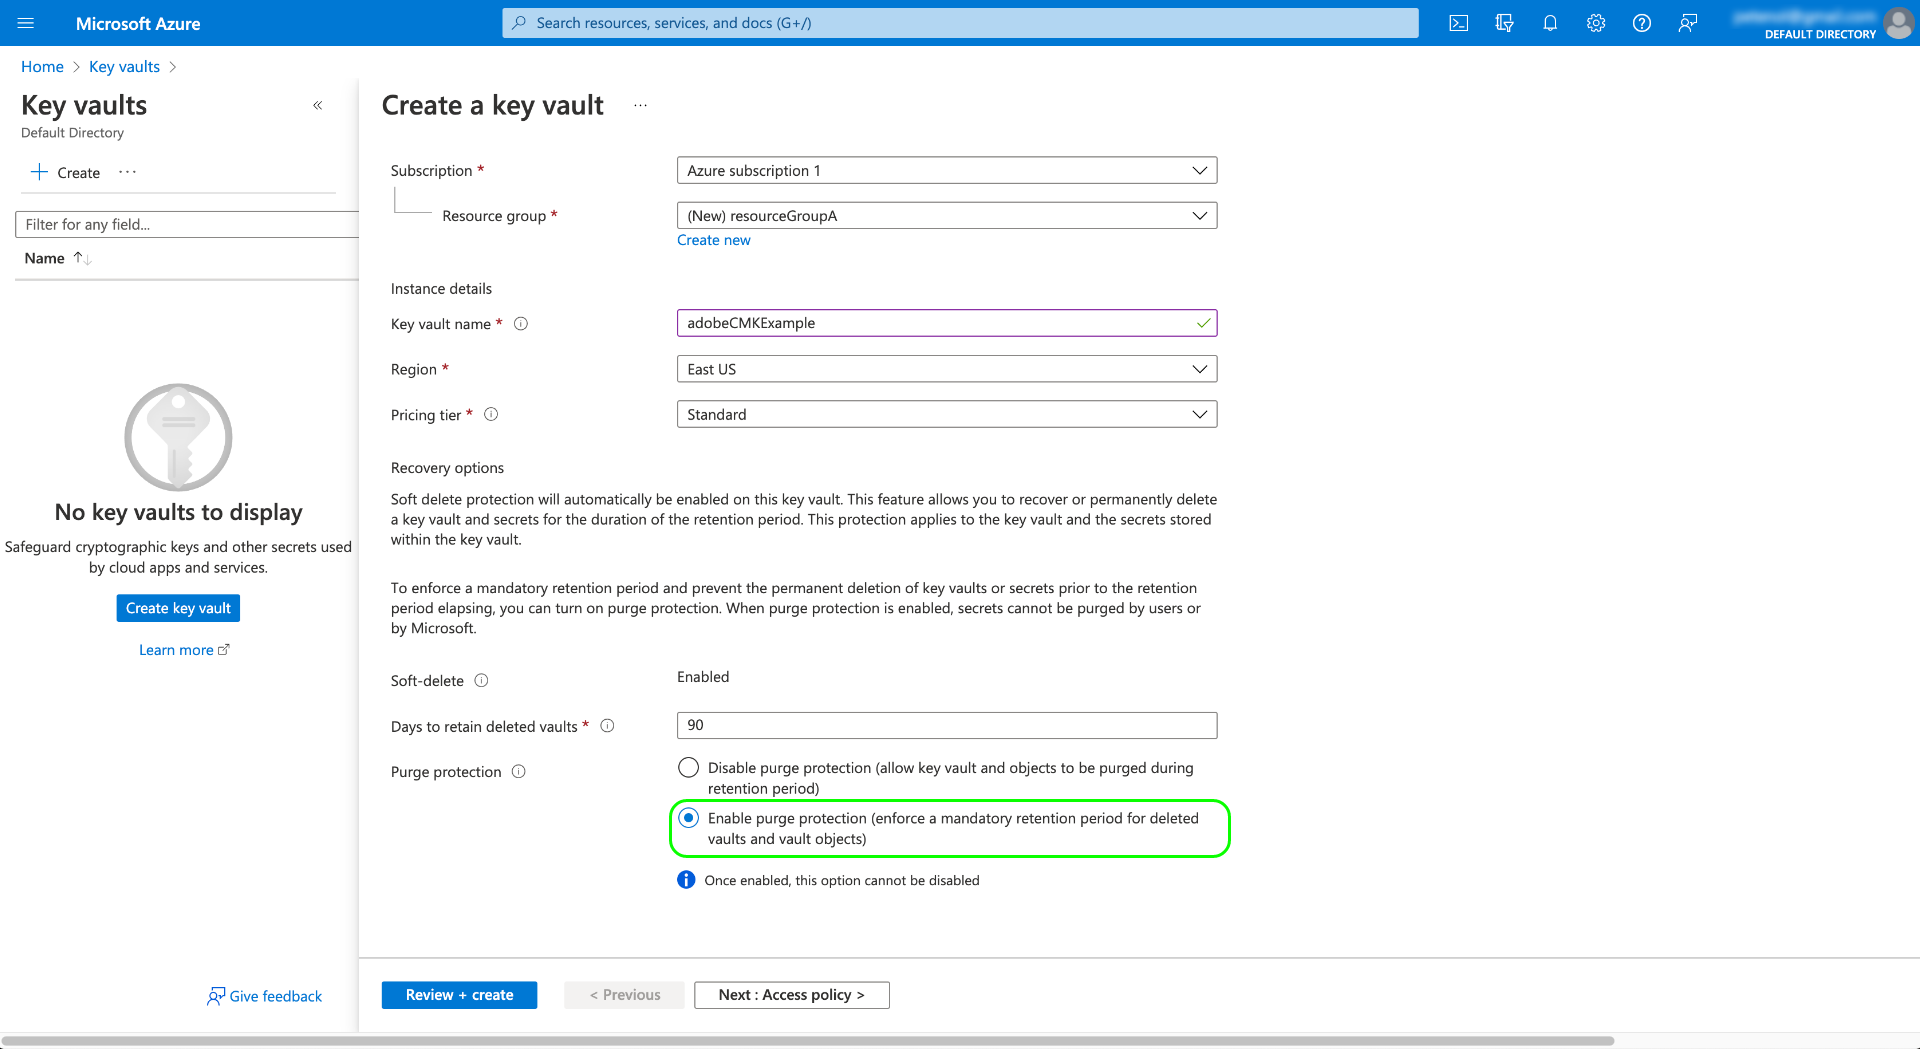 Microsoft Azure
Search resources, services, and docs (G+/)
DEFAULT DIRECTORY
Home > Key vaults >
Key vaults
Default Directory
Create
Filter for any field...
Name
No key vaults to display
Safeguard cryptographic keys and other secrets used
by cloud apps and services.
Create key vault
Learn more
Give feedback
Create a key vault
Subscription *
Azure subscription 1
Resource group *
(New) resourceGroupA
Create new
Instance details
Key vault name *
adobeCMKExample
Region *
East US
Pricing tier *
Standard
Recovery options
Soft delete protection will automatically be enabled on this key vault. This feature allows you to recover or permanently delete
a key vault and secrets for the duration of the retention period. This protection applies to the key vault and the secrets stored
within the key vault.
To enforce a mandatory retention period and prevent the permanent deletion of key vaults or secrets prior to the retention
period elapsing, you can turn on purge protection. When purge protection is enabled, secrets cannot be purged by users or
by Microsoft.
Soft-delete
Enabled
Days to retain deleted vaults *
90
Purge protection
Disable purge protection (allow key vault and objects to be purged during
retention period)
Enable purge protection (enforce a mandatory retention period for deleted
vaults and vault objects)
Once enabled, this option cannot be disabled
Review + create
< Previous
Next : Access policy >